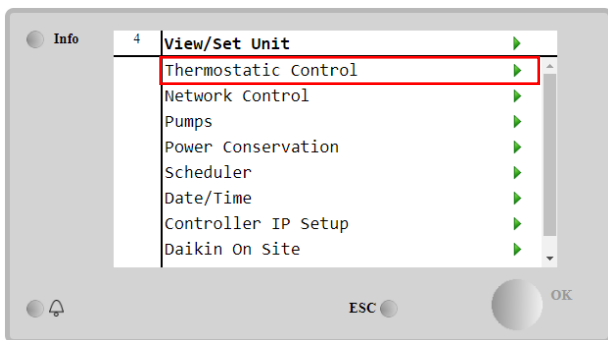 Info
4 View/Set Unit
Thermostatic Control
Network Control
Pumps
Power Conservation
Scheduler
Date/Time
Controller IP Setup
Daikin On Site
ESC
OK